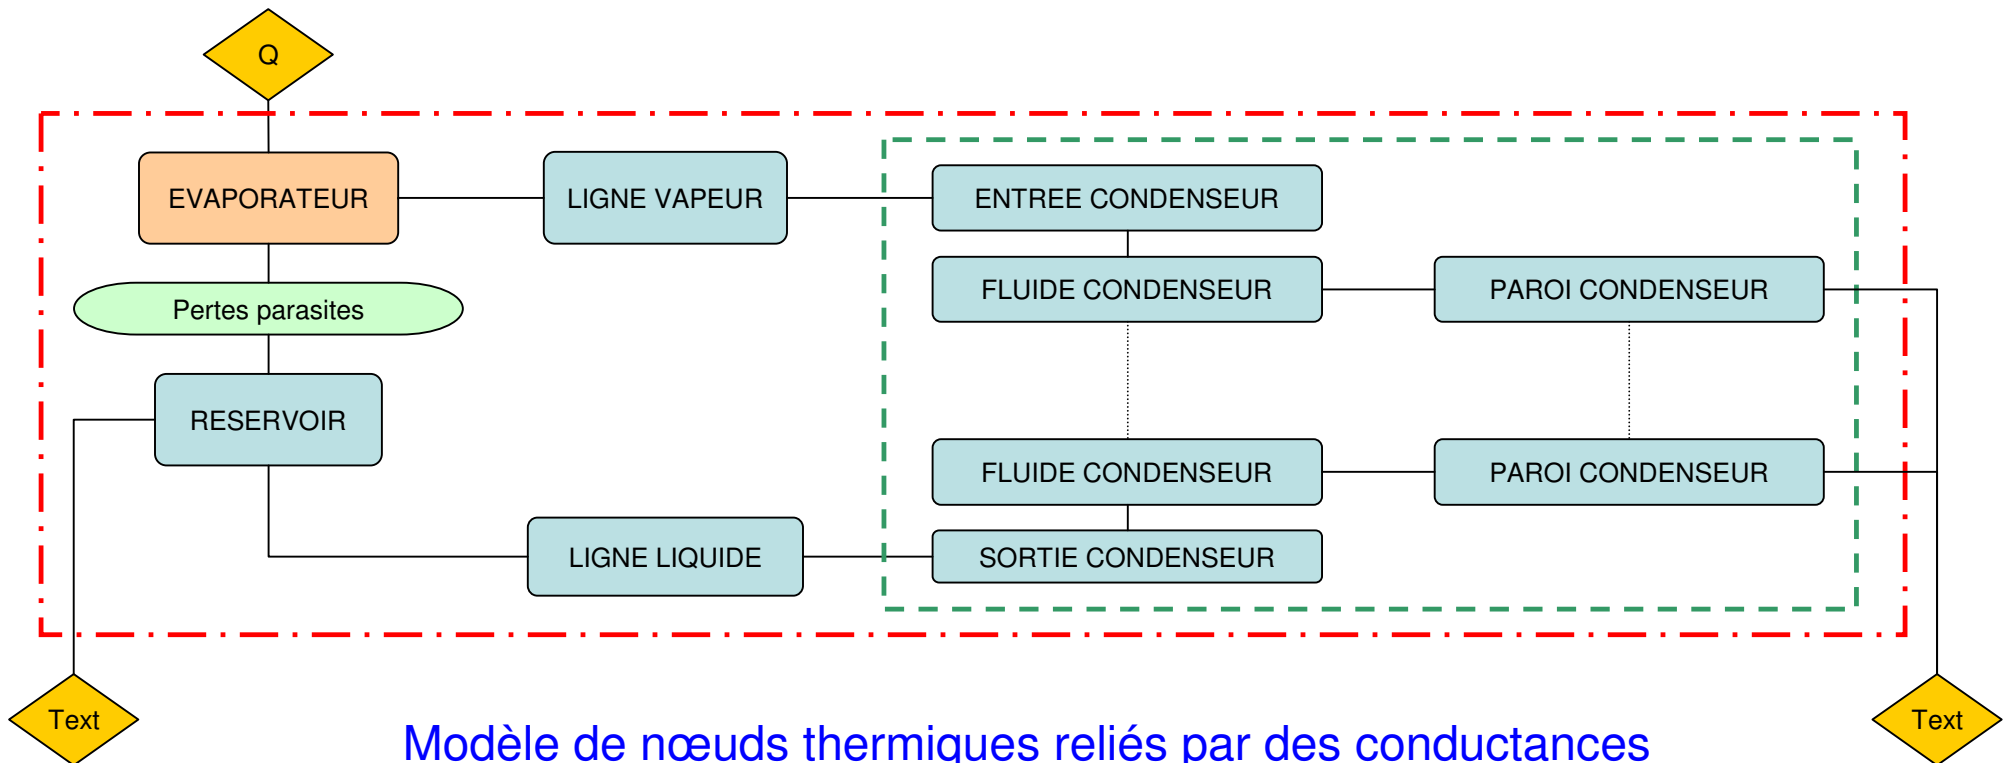 Q
EVAPORATEUR
LIGNE VAPEUR
ENTREE CONDENSEUR
FLUIDE CONDENSEUR
PAROI CONDENSEUR
Pertes parasites
RESERVOIR
FLUIDE CONDENSEUR
PAROI CONDENSEUR
LIGNE LIQUIDE
SORTIE CONDENSEUR
Text
Text
Modèle de nœuds thermiques reliés par des conductances